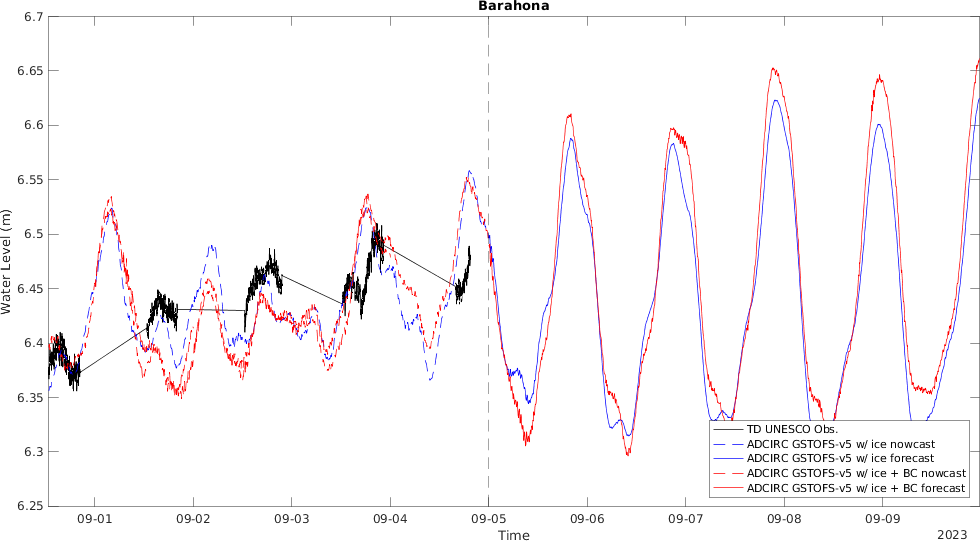 Barahona
6.7
6.65
6.6
6.55
6.5
6.45
6.4
6.35
6.3
6.25
Water Level (m)
TD UNESCO Obs.
ADCIRC GSTOFS-v5 w/ ice nowcast
ADCIRC GSTOFS-v5 w/ ice forecast
ADCIRC GSTOFS-v5 w/ ice + BC nowcast
ADCIRC GSTOFS-v5 w/ ice + BC forecast
09-01 09-02 09-03 09-04 09-05 09-06 09-07 09-08 09-09
Time
2023